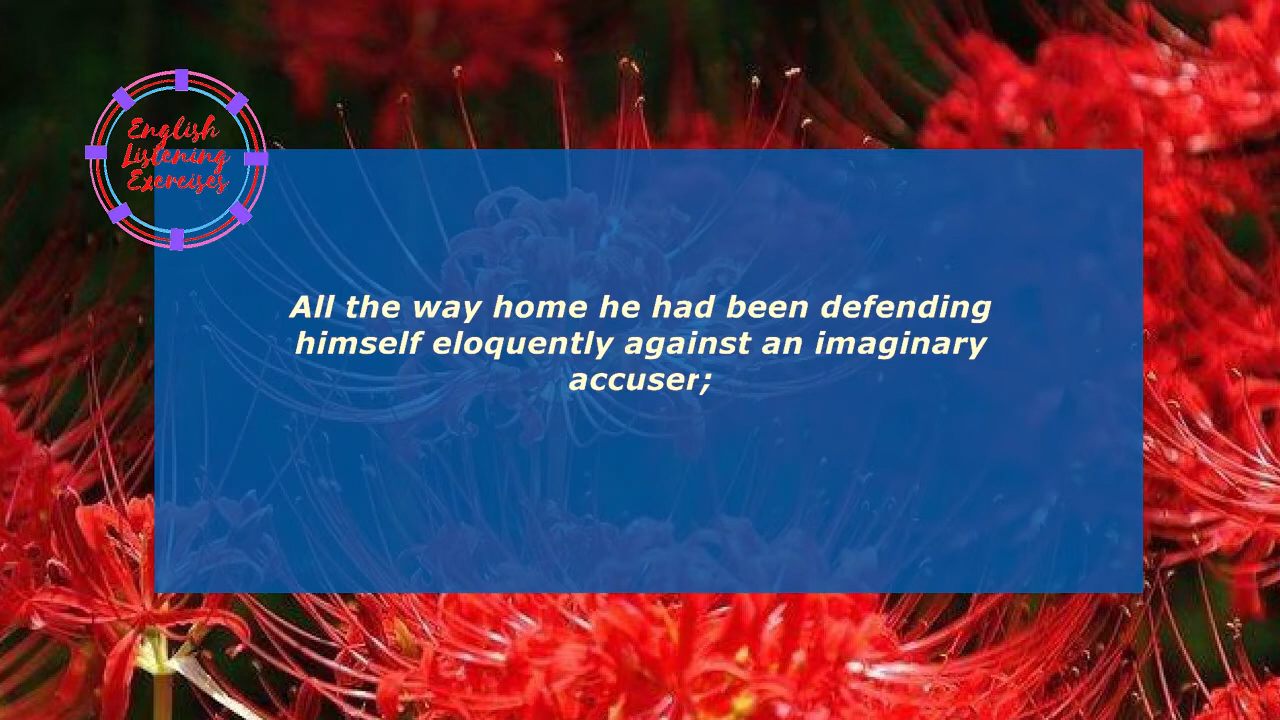 English
Listening
Exercises
All the way home he had been defending
himself eloquently against an imaginary
accuser;